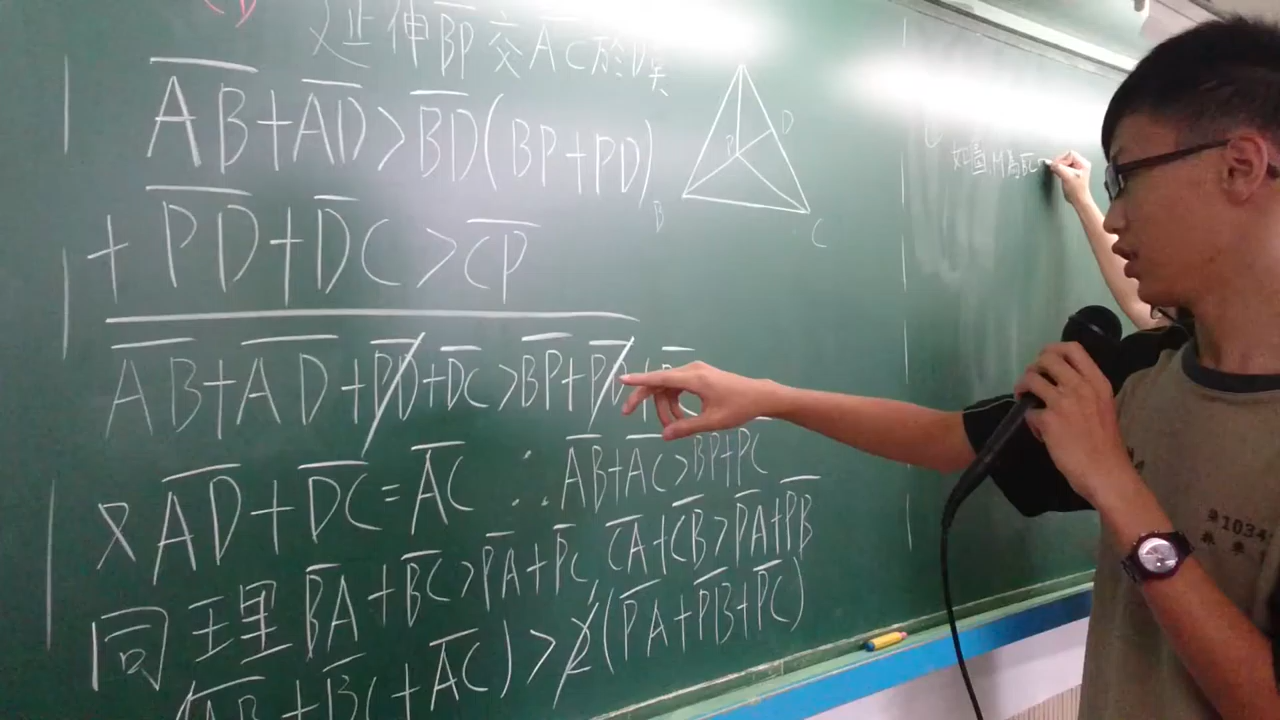 (1)
延伸BP交AC於D點
AB+AD>BD(BP+PD)
+ PD+DC>CP
AB+AD+PD+DC>BP+PD+
又AD+DC=AC ∴AB+AC>BP+PC
同理BA+BC>PA+PC,CA+CB>PA+PB
(AB+BC+AC)>2(PA+PB+PC)
D
P
B
C
如圖,M為BC
1034